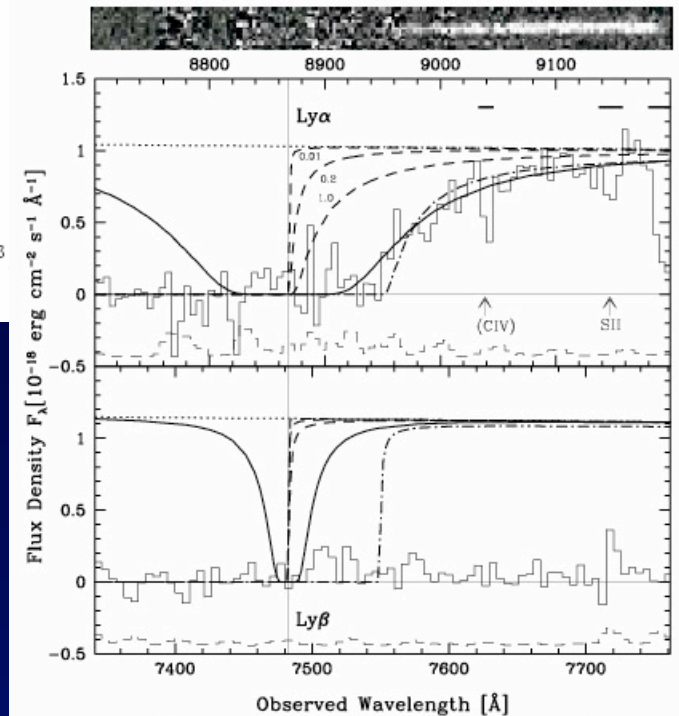 8800 8900 9000 9100
1.5
Lyα
1
0.01
0.2
1.0
0.5
0
(CIV) SII
-0.5
1
0.5
0
Lyβ
-0.5
7400 7500 7600 7700
Observed Wavelength [Å]
Flux Density F_λ[10⁻¹⁸ erg cm⁻² s⁻¹ Å⁻¹]